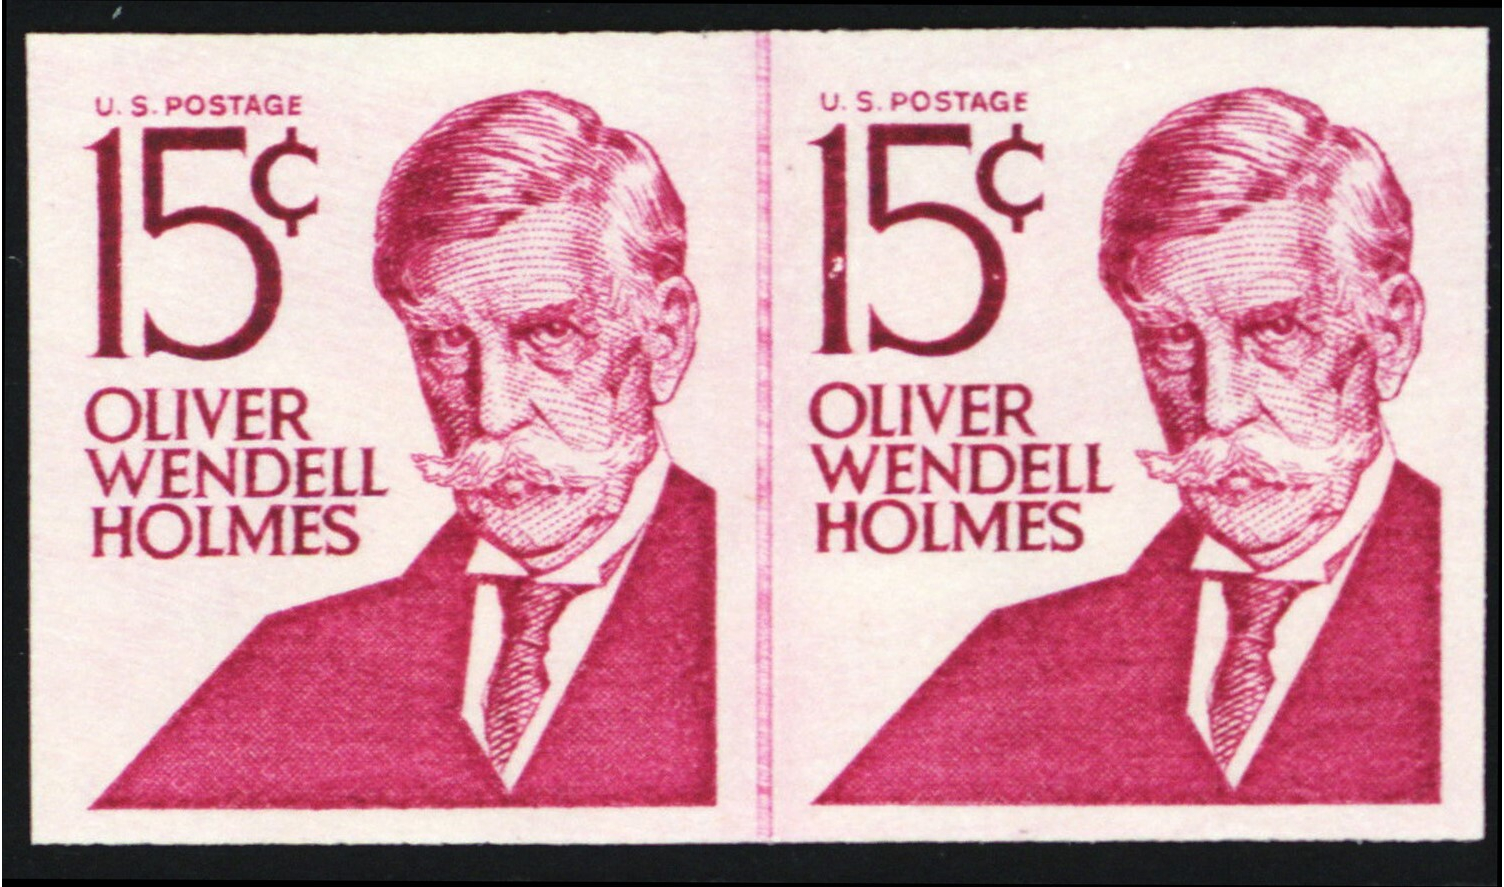 U. S. POSTAGE
15¢
OLIVER
WENDELL
HOLMES
U. S. POSTAGE
15¢
OLIVER
WENDELL
HOLMES